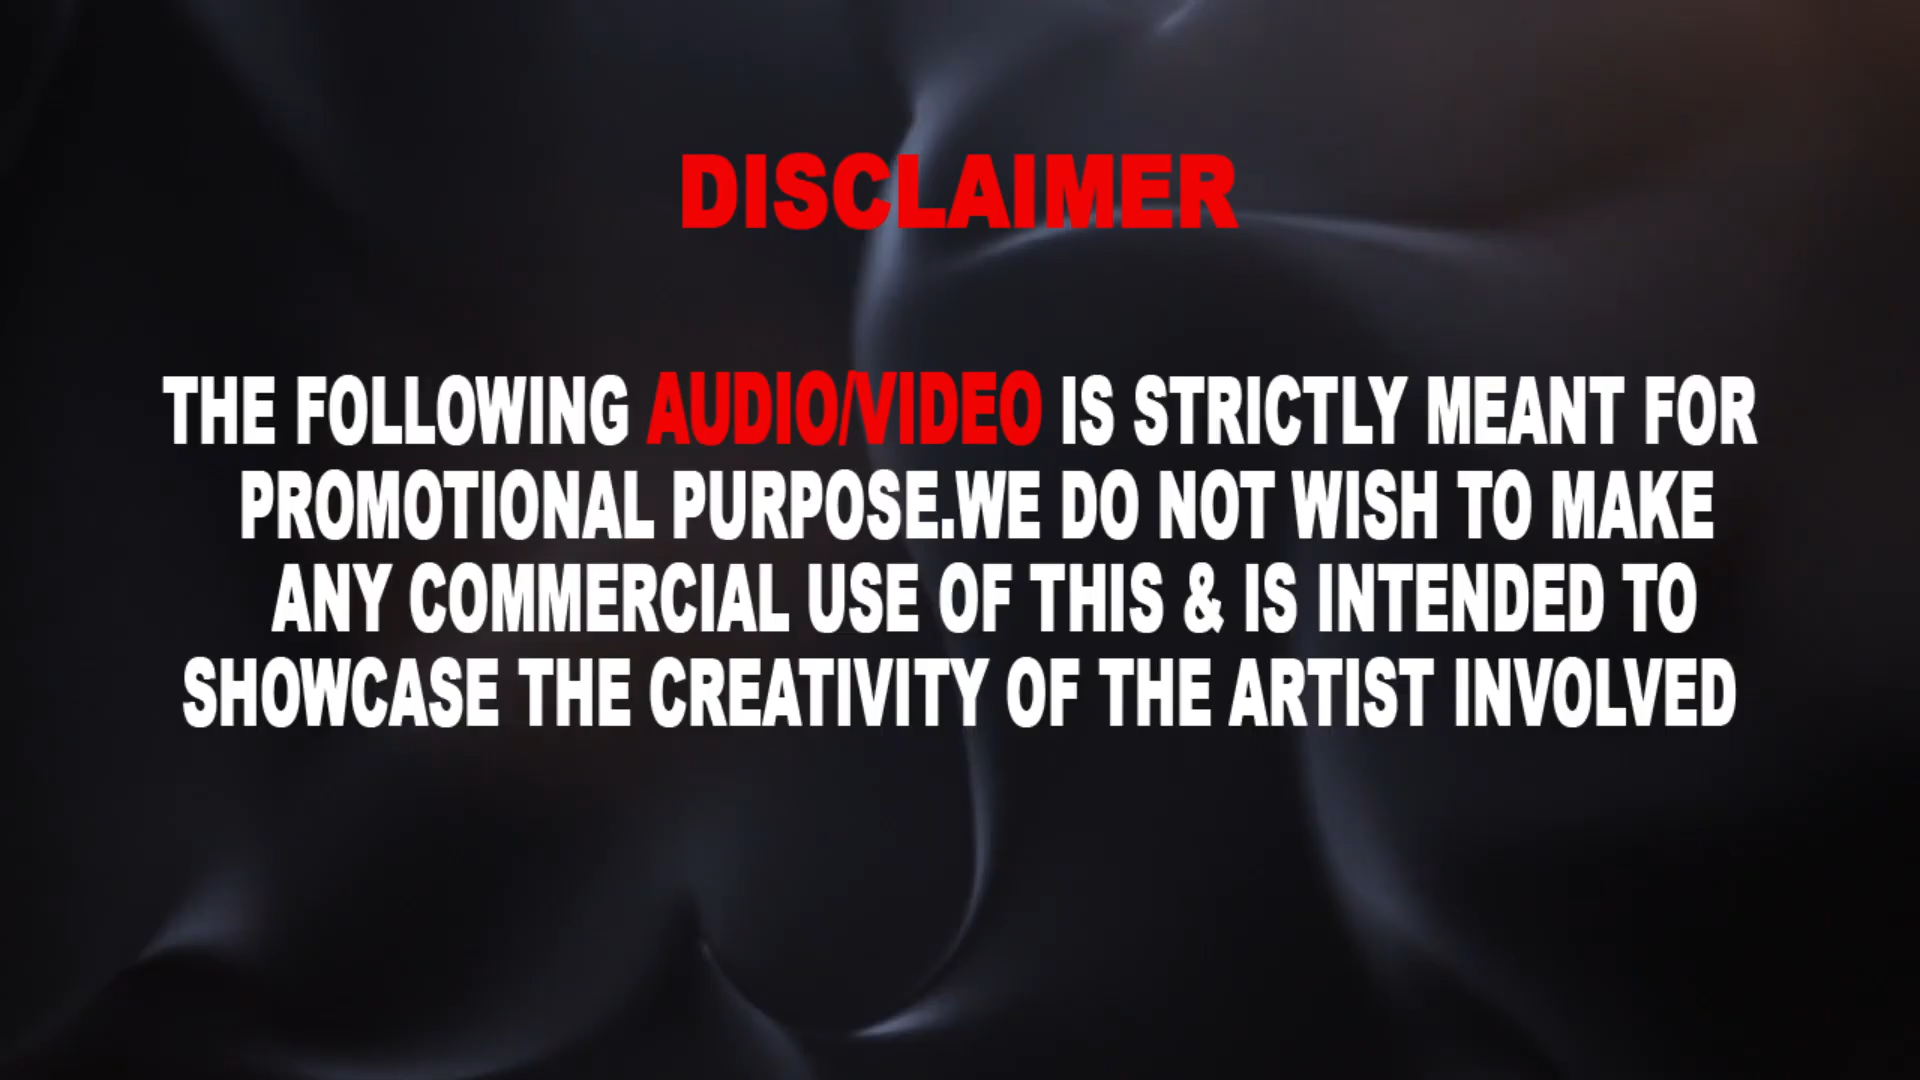 DISCLAIMER
THE FOLLOWING AUDIO/VIDEO IS STRICTLY MEANT FOR
PROMOTIONAL PURPOSE.WE DO NOT WISH TO MAKE
ANY COMMERCIAL USE OF THIS & IS INTENDED TO
SHOWCASE THE CREATIVITY OF THE ARTIST INVOLVED